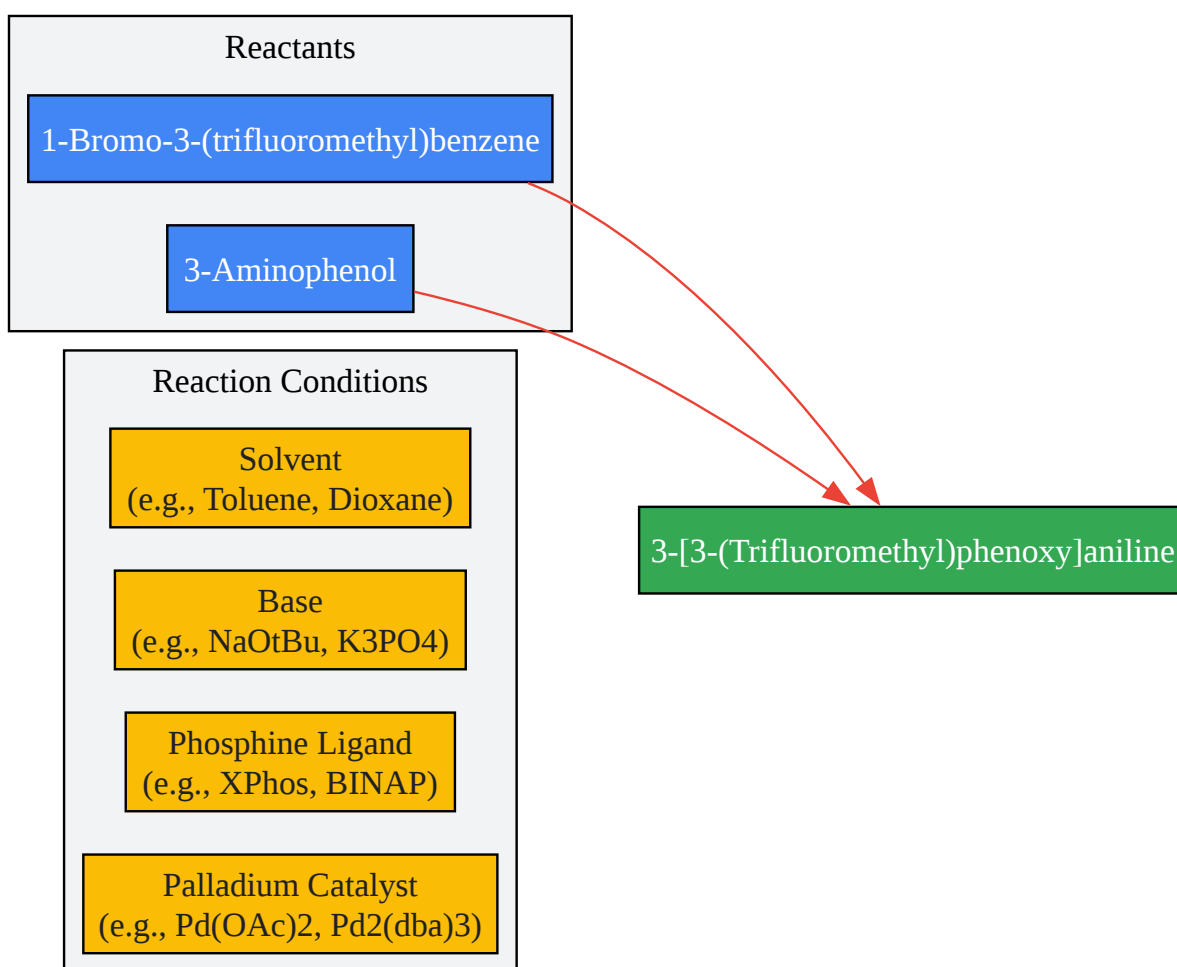 Reactants
1-Bromo-3-(trifluoromethyl)benzene
3-Aminophenol
Reaction Conditions
Solvent
(e.g., Toluene, Dioxane)
Base
(e.g., NaOtBu, K3PO4)
Phosphine Ligand
(e.g., XPhos, BINAP)
Palladium Catalyst
(e.g., Pd(OAc)2, Pd2(dba)3)
3-[3-(Trifluoromethyl)phenoxy]aniline